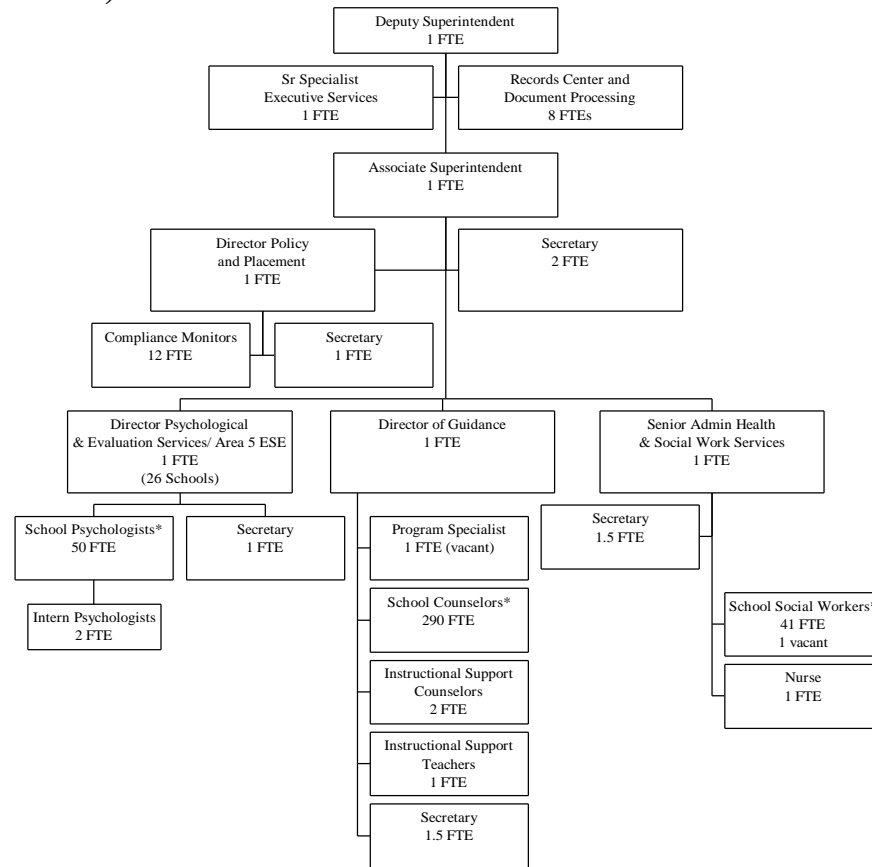 Deputy Superintendent
1 FTE
Sr Specialist
Executive Services
1 FTE
Records Center and
Document Processing
8 FTEs
Associate Superintendent
1 FTE
Director Policy
and Placement
1 FTE
Secretary
2 FTE
Compliance Monitors
12 FTE
Secretary
1 FTE
Director Psychological
& Evaluation Services/ Area 5 ESE
1 FTE
(26 Schools)
Director of Guidance
1 FTE
Senior Admin Health
& Social Work Services
1 FTE
School Psychologists*
50 FTE
Secretary
1 FTE
Intern Psychologists
2 FTE
Program Specialist
1 FTE (vacant)
School Counselors*
290 FTE
Instructional Support
Counselors
2 FTE
Instructional Support
Teachers
1 FTE
Secretary
1.5 FTE
Secretary
1.5 FTE
School Social Workers*
41 FTE
1 vacant
Nurse
1 FTE